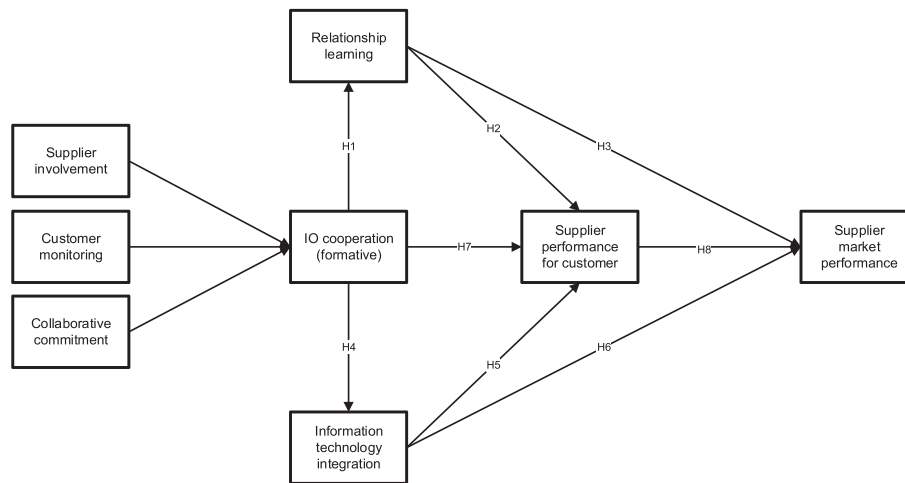 Relationship
learning
H1
H2
H3
Supplier
involvement
Customer
monitoring
Collaborative
commitment
IO cooperation
(formative)
H7
Supplier
performance
for customer
H8
Supplier
market
performance
H4
H5
H6
Information
technology
integration